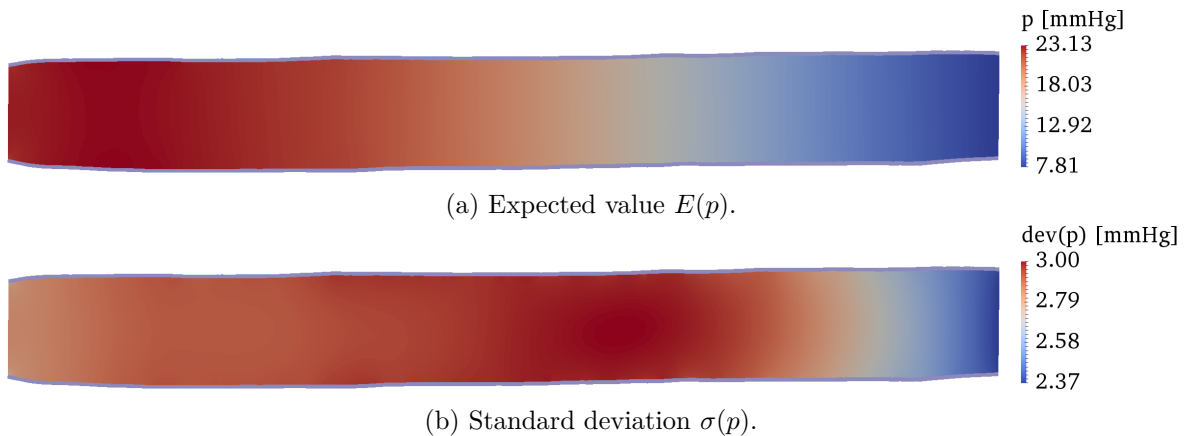 p [mmHg]
23.13
18.03
12.92
7.81
(a) Expected value E(p).
dev(p) [mmHg]
3.00
2.79
2.58
2.37
(b) Standard deviation σ(p).